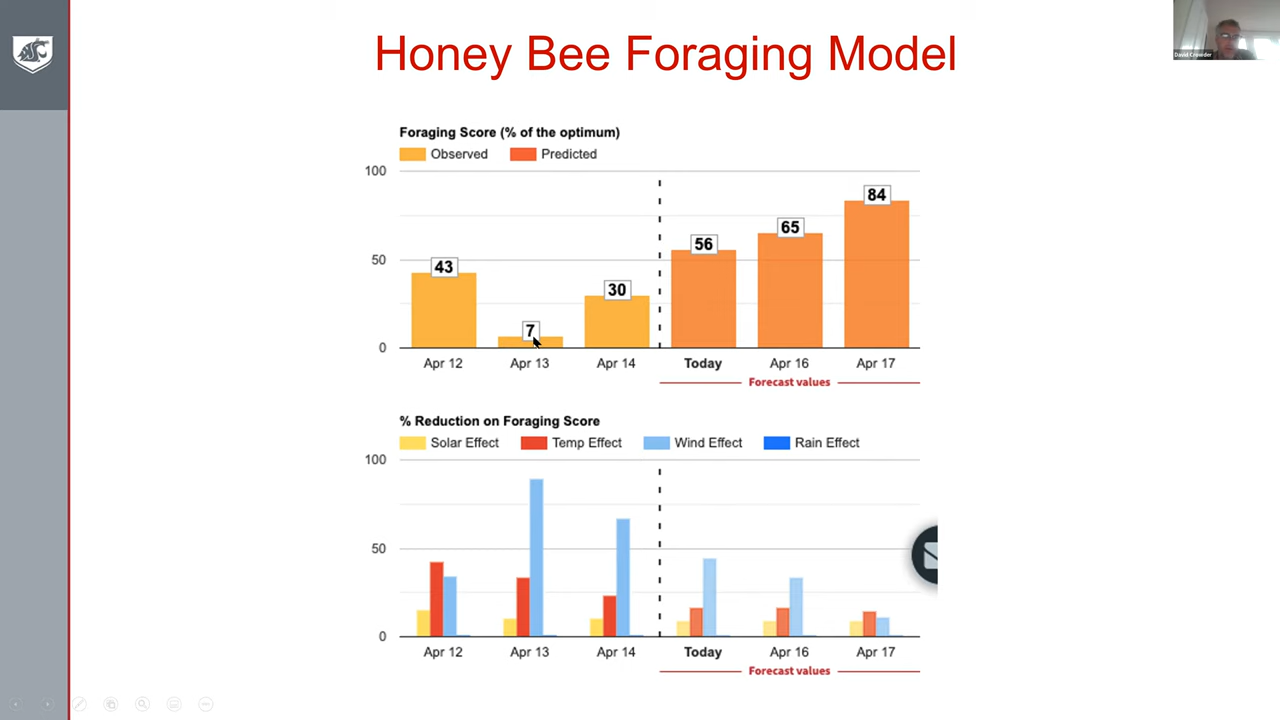 Honey Bee Foraging Model
David Crowder
Foraging Score (% of the optimum)
Observed Predicted
100
50
0
43
7
30
56
65
84
Apr 12 Apr 13 Apr 14 Today Apr 16 Apr 17
Forecast values
% Reduction on Foraging Score
Solar Effect Temp Effect Wind Effect Rain Effect
100
50
0
Apr 12 Apr 13 Apr 14 Today Apr 16 Apr 17
Forecast values